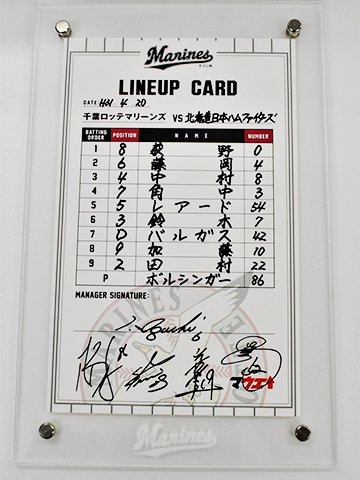 Marines
LINEUP CARD
DATE H31 4. 20
千葉ロッテマリーンズ VS 北海道日本ハムファイターズ
BATTING ORDER POSITION NAME NUMBER
1 8 荻野 0
2 6 藤岡 4
3 4 中村 8
4 7 角中 3
5 5 レアード 54
6 3 鈴木 7
7 D バルガス 42
8 9 加藤 10
9 2 田村 22
P ボルシンガー 86
MANAGER SIGNATURE:
マウエキ
Marines